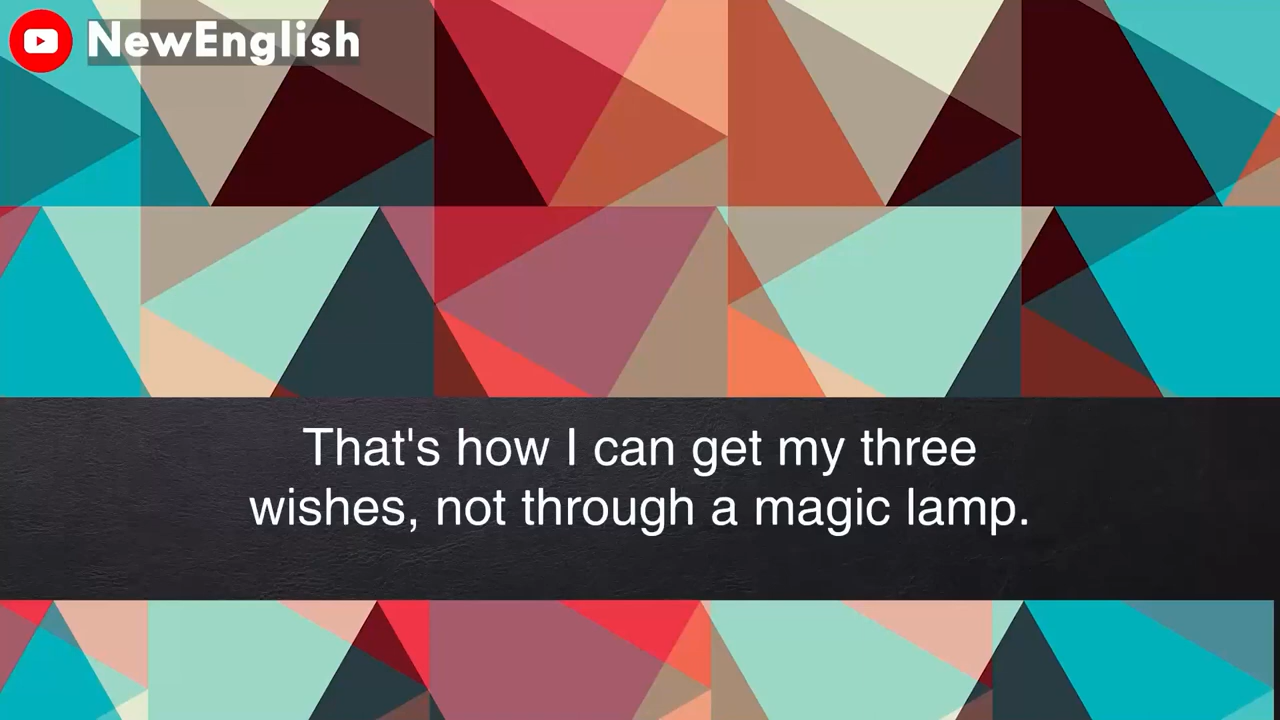 NewEnglish
That's how I can get my three
wishes, not through a magic lamp.